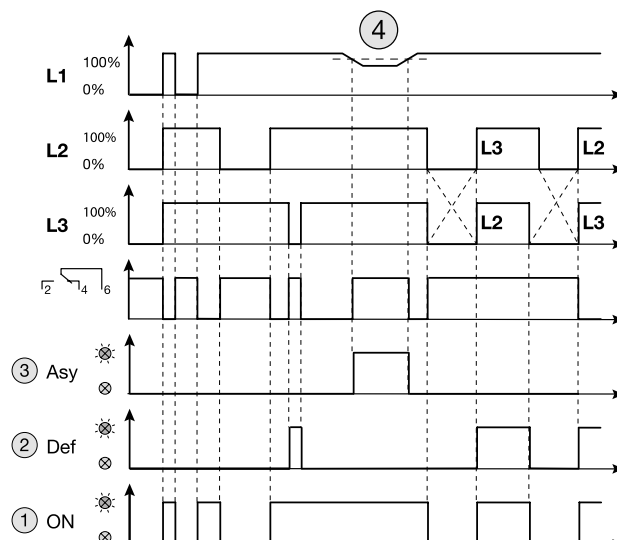 4
L1 100%
0%
L2 100%
0%
L3 L2
L3 100%
0%
L2 L3
2 4 6
3 Asy
2 Def
1 ON